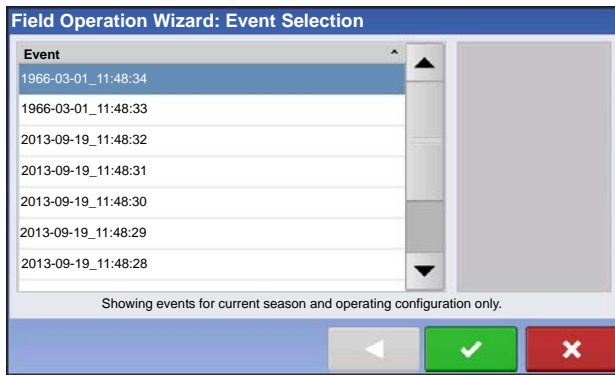 Field Operation Wizard: Event Selection
Event
1966-03-01_11:48:34
1966-03-01_11:48:33
2013-09-19_11:48:32
2013-09-19_11:48:31
2013-09-19_11:48:30
2013-09-19_11:48:29
2013-09-19_11:48:28
Showing events for current season and operating configuration only.